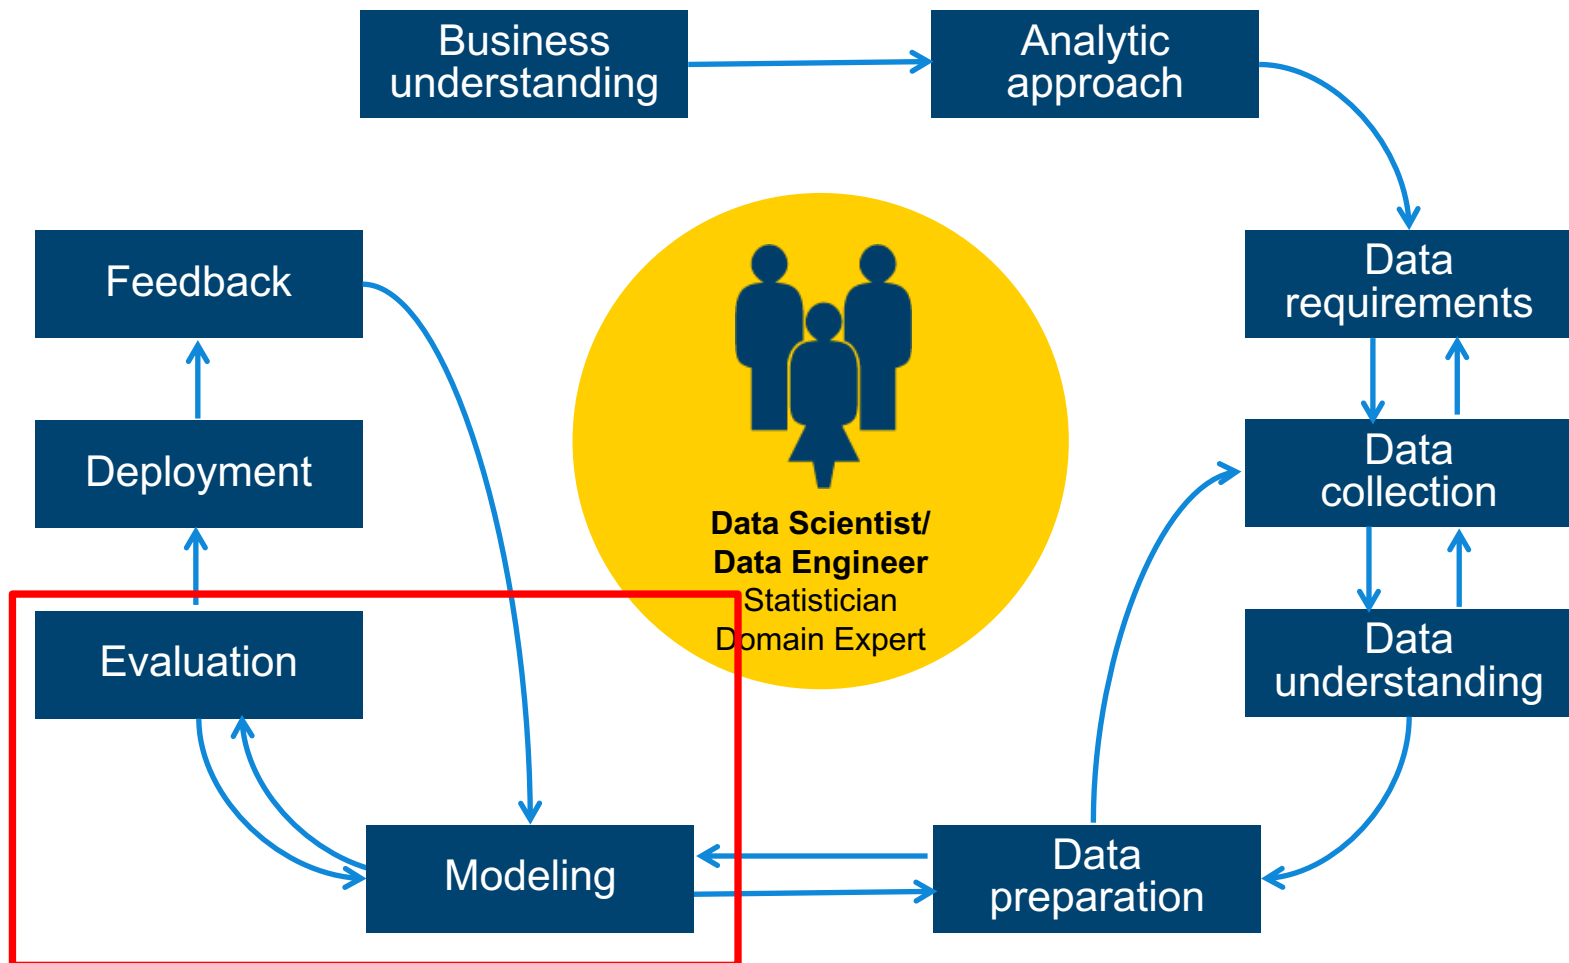 Business
understanding
Analytic
approach
Feedback
Data
requirements
Deployment
Data
collection
Data Scientist/
Data Engineer
Statistician
Domain Expert
Evaluation
Data
understanding
Modeling
Data
preparation